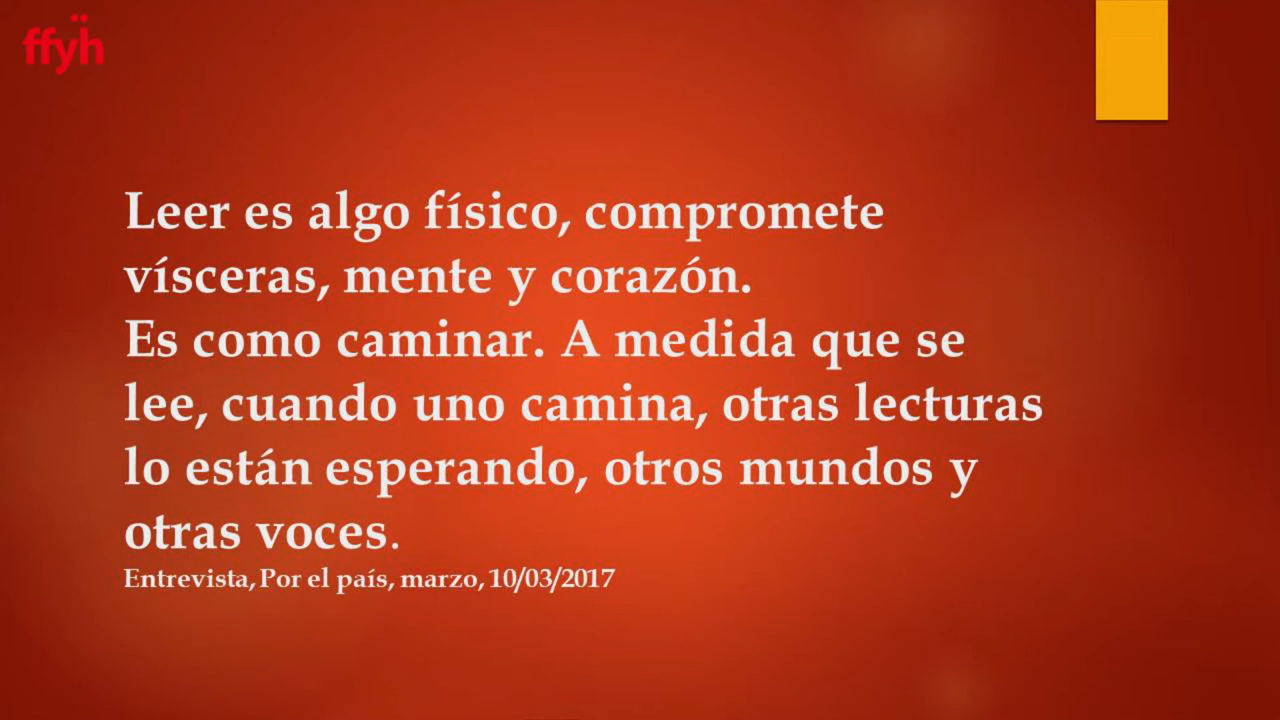 ffyh
Leer es algo físico, compromete
vísceras, mente y corazón.
Es como caminar. A medida que se
lee, cuando uno camina, otras lecturas
lo están esperando, otros mundos y
otras voces.
Entrevista, Por el país, marzo, 10/03/2017